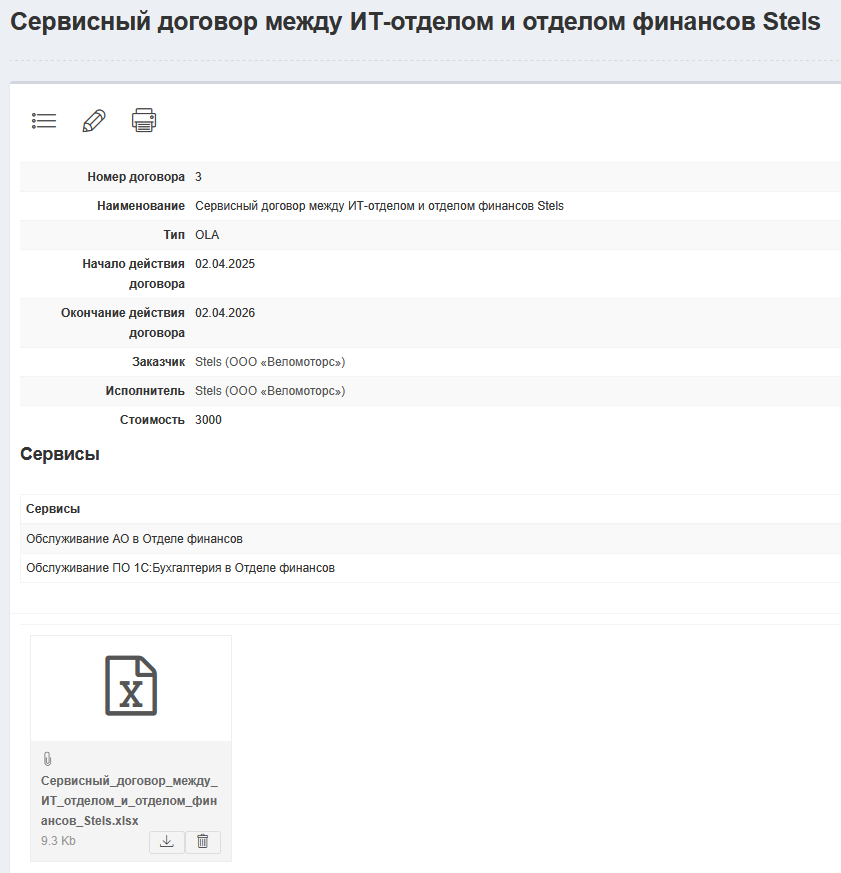 Сервисный договор между ИТ-отделом и отделом финансов Stels
Номер договора 3
Наименование Сервисный договор между ИТ-отделом и отделом финансов Stels
Тип OLA
Начало действия договора 02.04.2025
Окончание действия договора 02.04.2026
Заказчик Stels (ООО «Веломоторс»)
Исполнитель Stels (ООО «Веломоторс»)
Стоимость 3000
Сервисы
Сервисы
Обслуживание АО в Отделе финансов
Обслуживание ПО 1С:Бухгалтерия в Отделе финансов
X
Сервисный_договор_между_
ИТ_отделом_и_отделом_фин
ансов_Stels.xlsx
9.3 Kb